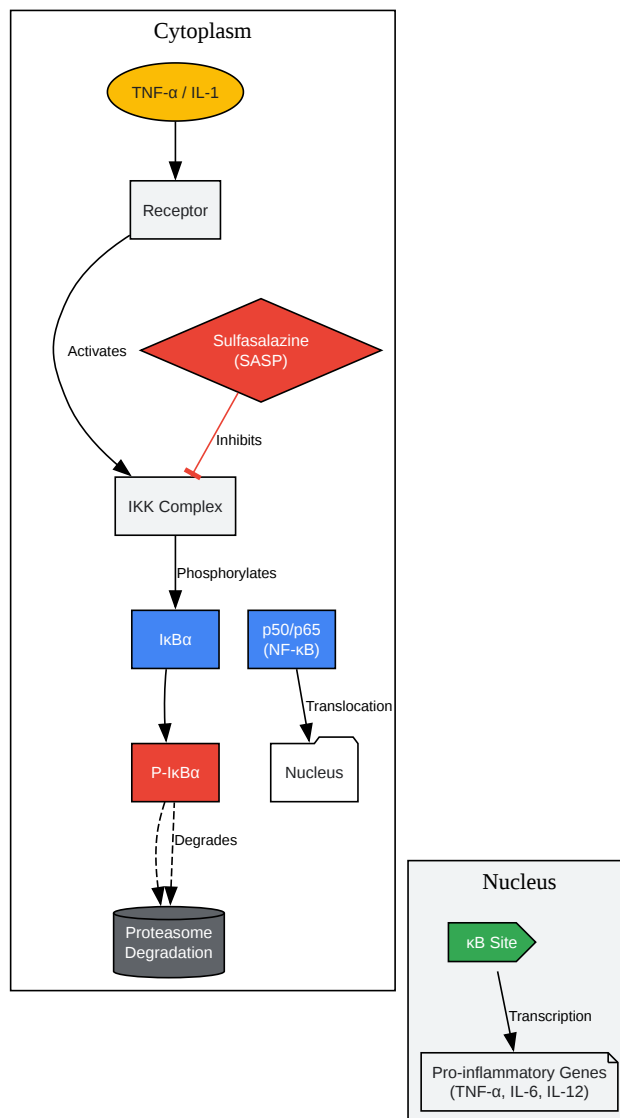 Cytoplasm
TNF-α / IL-1
Receptor
Activates
Sulfasalazine
(SASP)
Inhibits
IKK Complex
Phosphorylates
IκBα
p50/p65
(NF-κB)
Translocation
P-IκBα
Nucleus
Degrades
Proteasome
Degradation
Nucleus
κB Site
Transcription
Pro-inflammatory Genes
(TNF-α, IL-6, IL-12)